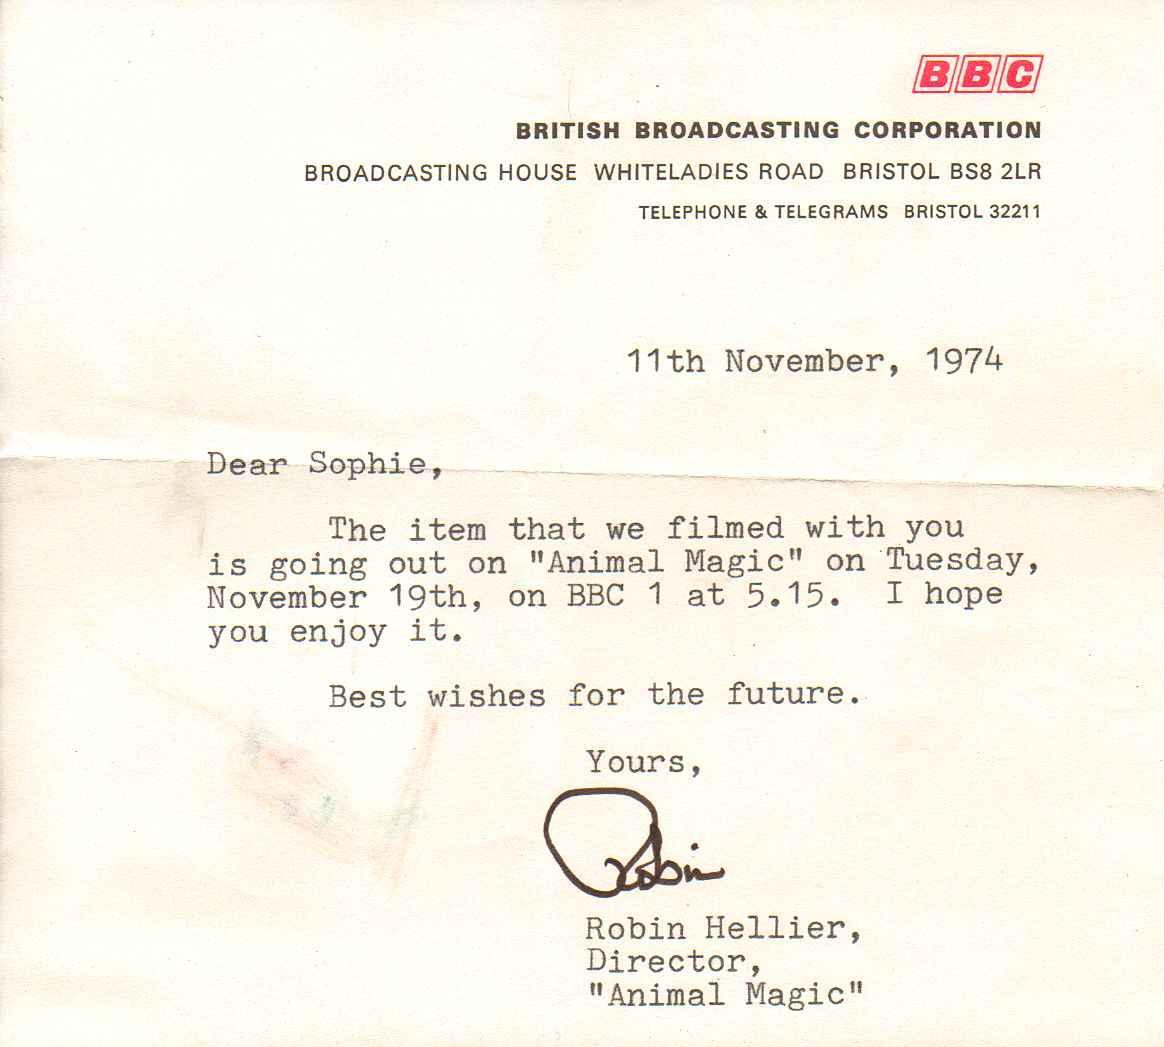 BBC
BRITISH BROADCASTING CORPORATION
BROADCASTING HOUSE WHITELADIES ROAD BRISTOL BS8 2LR
TELEPHONE & TELEGRAMS BRISTOL 32211
11th November, 1974
Dear Sophie,
The item that we filmed with you
is going out on "Animal Magic" on Tuesday,
November 19th, on BBC 1 at 5.15. I hope
you enjoy it.
Best wishes for the future.
Yours,
Robin
Robin Hellier,
Director,
"Animal Magic"